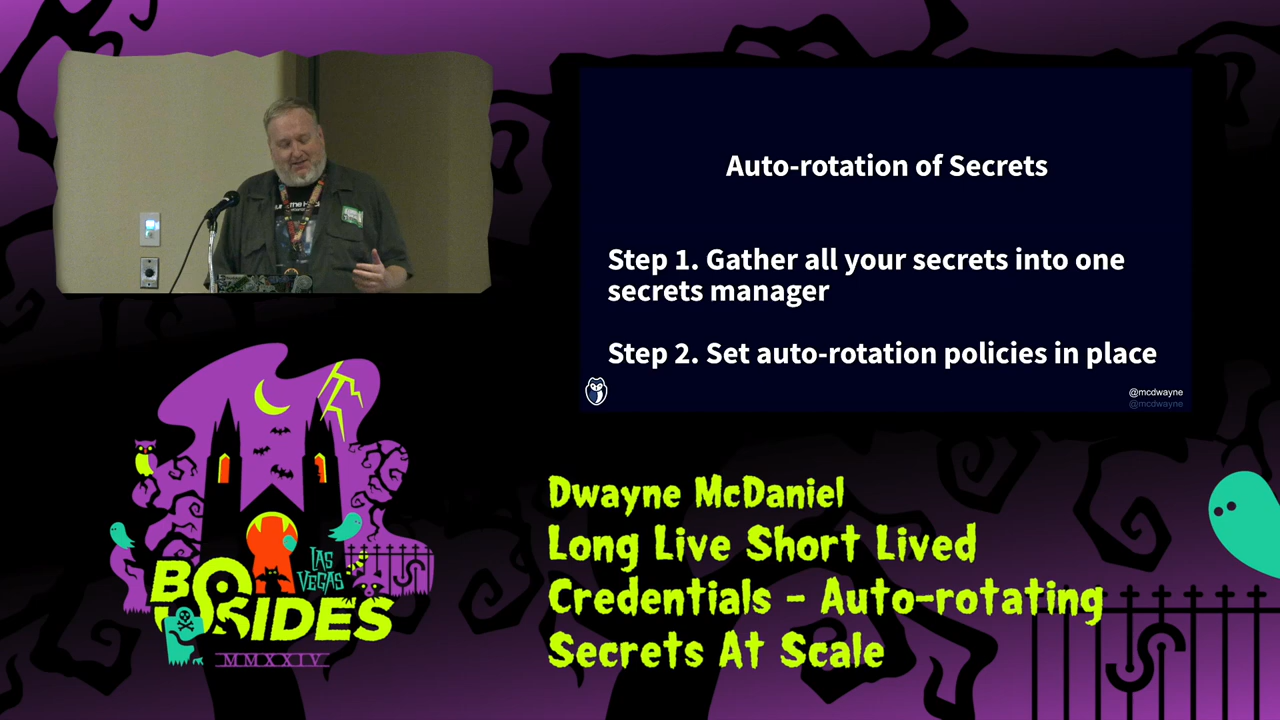 Auto-rotation of Secrets
Step 1. Gather all your secrets into one
secrets manager
Step 2. Set auto-rotation policies in place
@mcdwayne
@mcdwayne
Dwayne McDaniel
Long Live Short Lived
Credentials - Auto-rotating
Secrets At Scale
LAS
VEGAS
BSIDES
MMXXIV